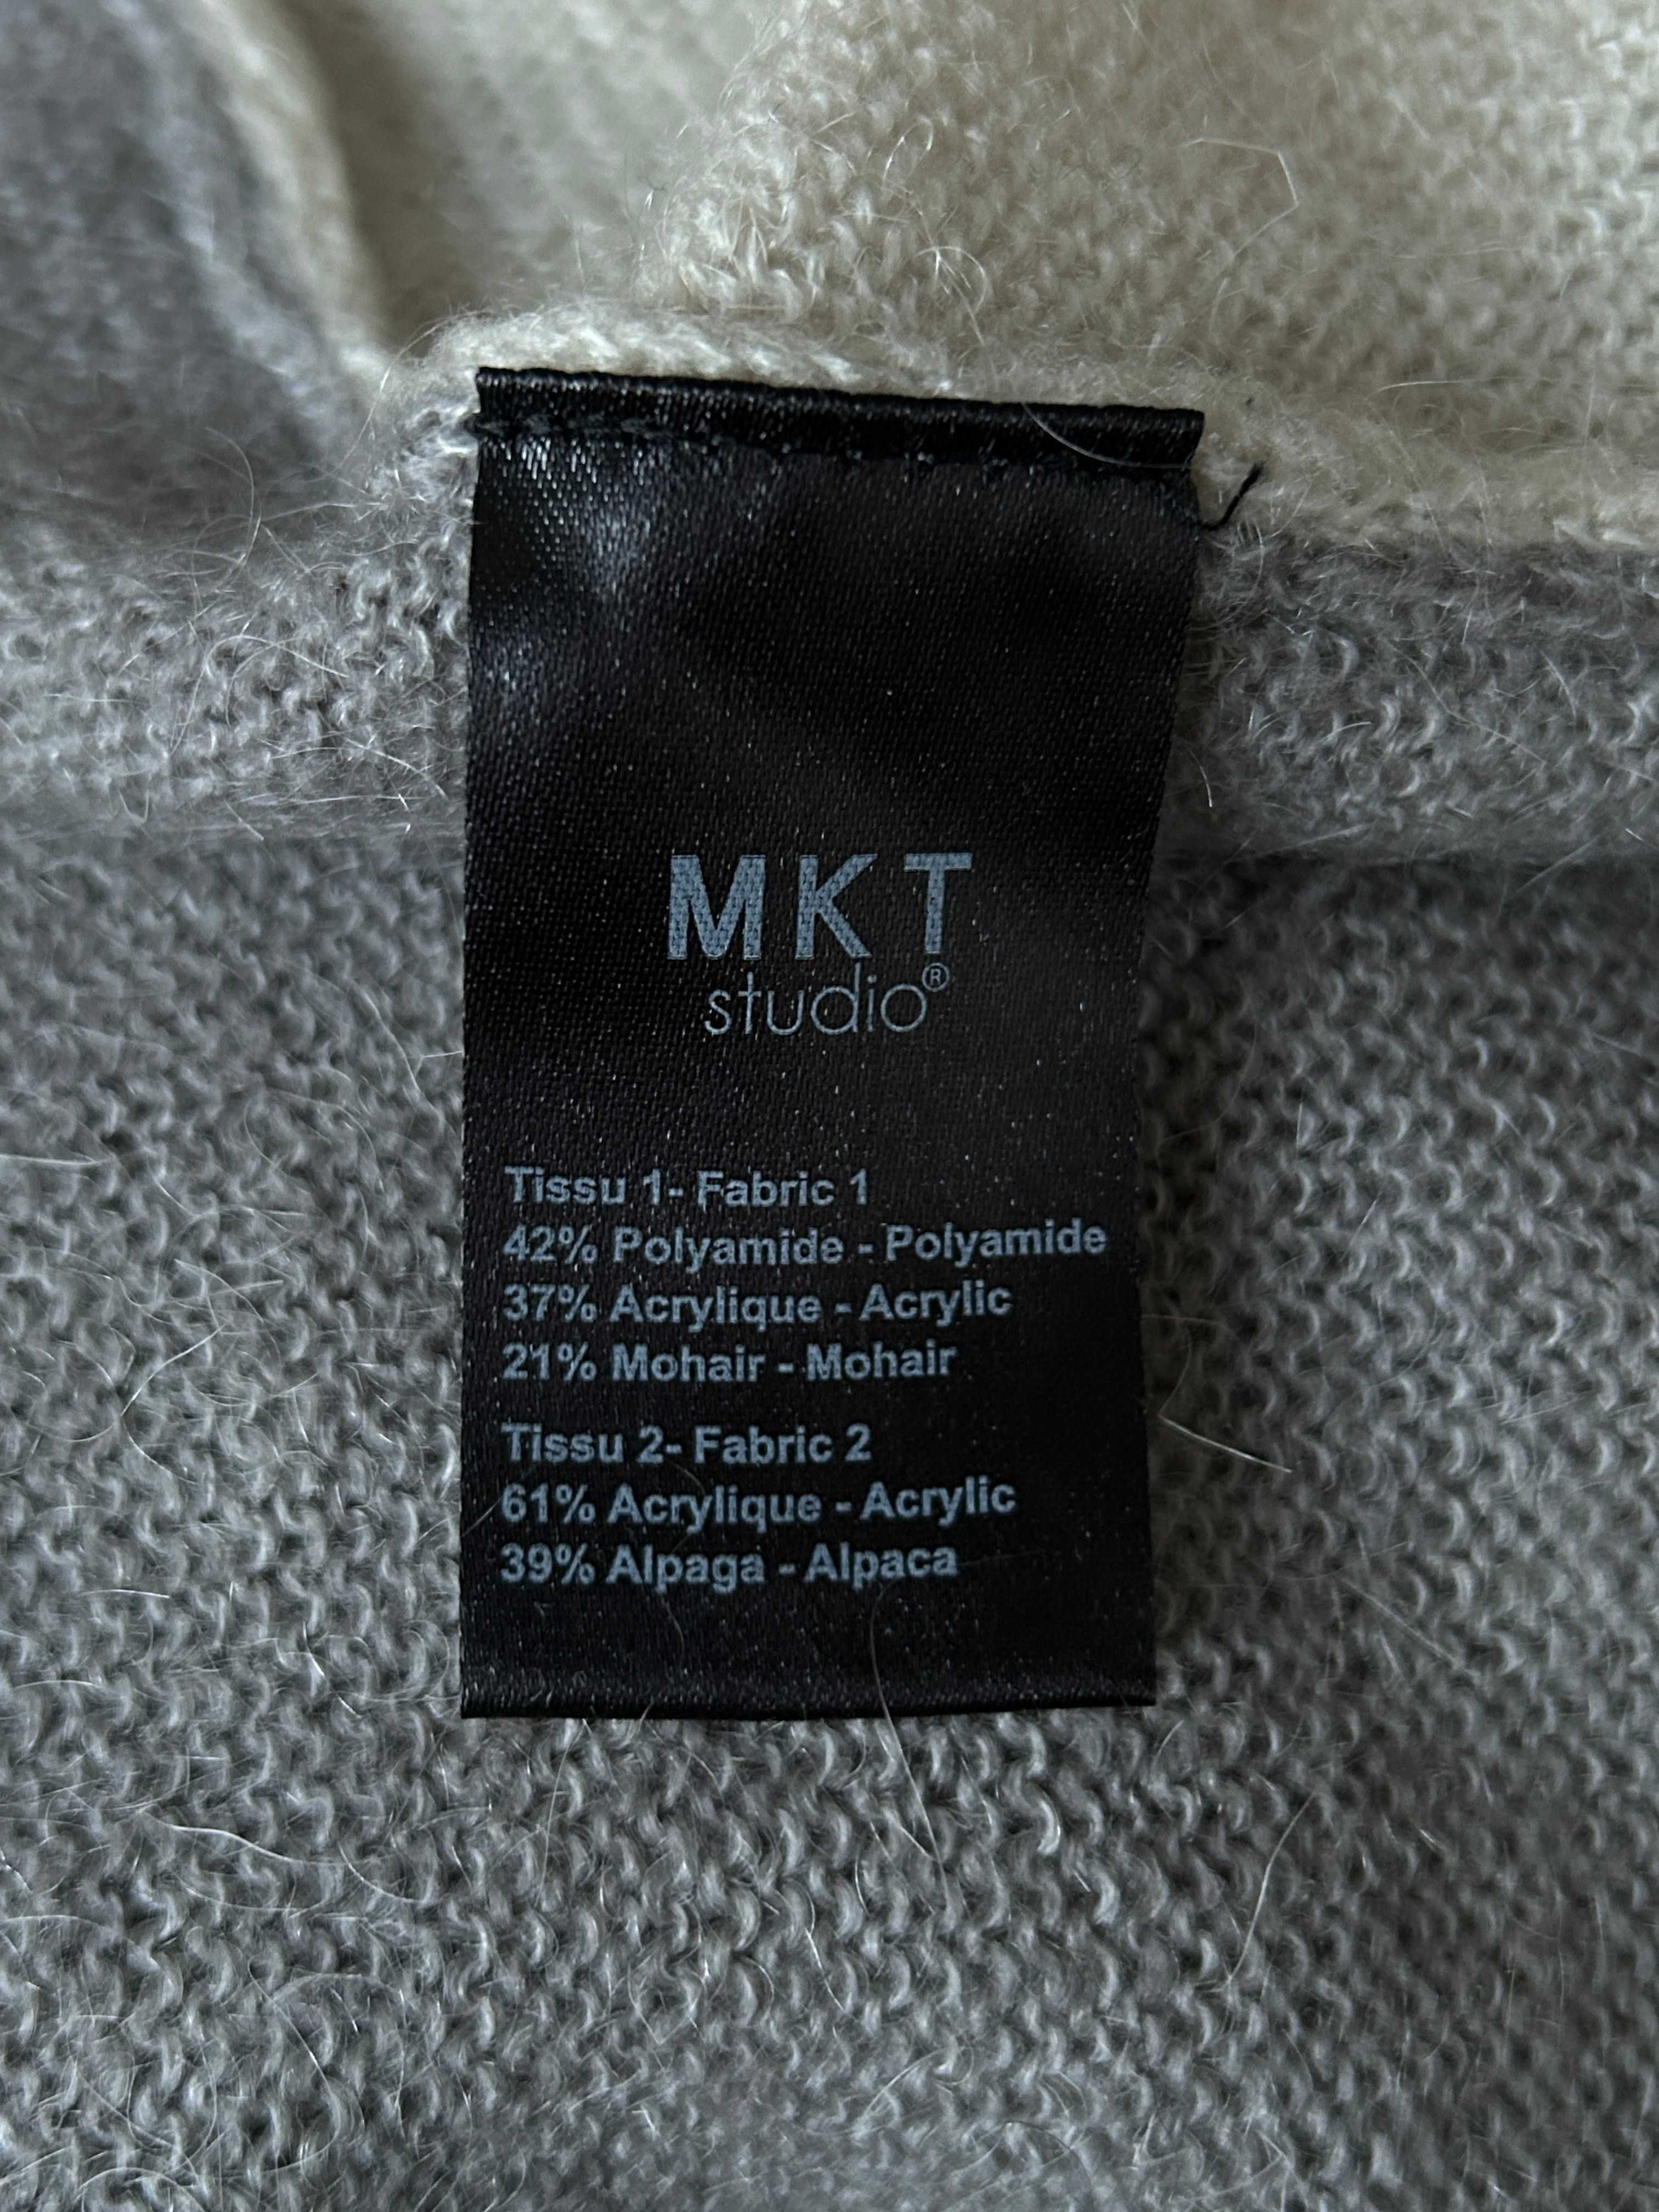 MKT
studio®
Tissu 1- Fabric 1
42% Polyamide - Polyamide
37% Acrylique - Acrylic
21% Mohair - Mohair
Tissu 2- Fabric 2
61% Acrylique - Acrylic
39% Alpaga - Alpaca